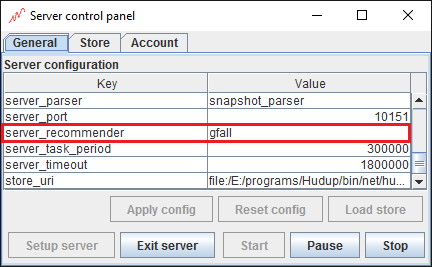 Server control panel
General Store Account
Server configuration
Key Value
server_parser snapshot_parser
server_port 10151
server_recommender gfall
server_task_period 300000
server_timeout 1800000
store_uri file:/E:/programs/Hudup/bin/net/hu...
Apply config Reset config Load store
Setup server Exit server Start Pause Stop